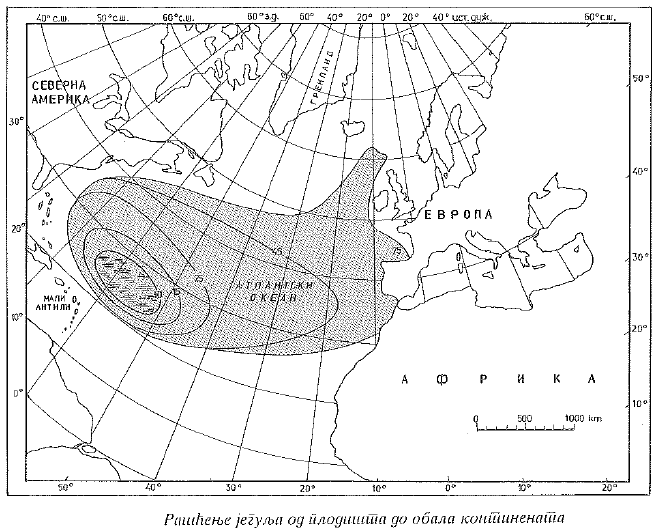 40° с.ш. 50° с.ш. 60° с.ш. 60° з.д. 60° 40° 20° 0° 20° 40° ист. дуж. 60° с.ш.
50°
СЕВЕРНА
АМЕРИКА
ГРЕНЛАНД
30°
40°
ЕВРОПА
20°
30°
АТЛАНТСКИ
ОКЕАН
МАЛИ
АНТИЛИ
10°
20°
АФРИКА
0°
0 500 1000 km
10°
50° 40° 30° 20° 10° 0° 10° 20°
Рашћење јегуља од плодишта до обала континената